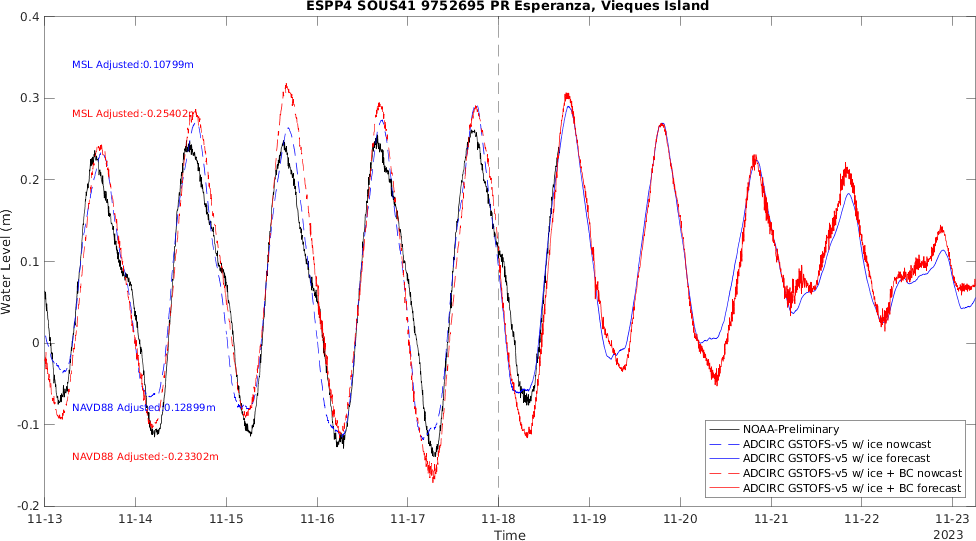 ESPP4 SOUS41 9752695 PR Esperanza, Vieques Island
0.4
MSL Adjusted:0.10799m
0.3
MSL Adjusted:-0.25402m
0.2
Water Level (m)
0.1
0
NAVD88 Adjusted:0.12899m
-0.1
NAVD88 Adjusted:-0.23302m
-0.2
NOAA-Preliminary
ADCIRC GSTOFS-v5 w/ ice nowcast
ADCIRC GSTOFS-v5 w/ ice forecast
ADCIRC GSTOFS-v5 w/ ice + BC nowcast
ADCIRC GSTOFS-v5 w/ ice + BC forecast
11-13 11-14 11-15 11-16 11-17 11-18 11-19 11-20 11-21 11-22 11-23
Time
2023